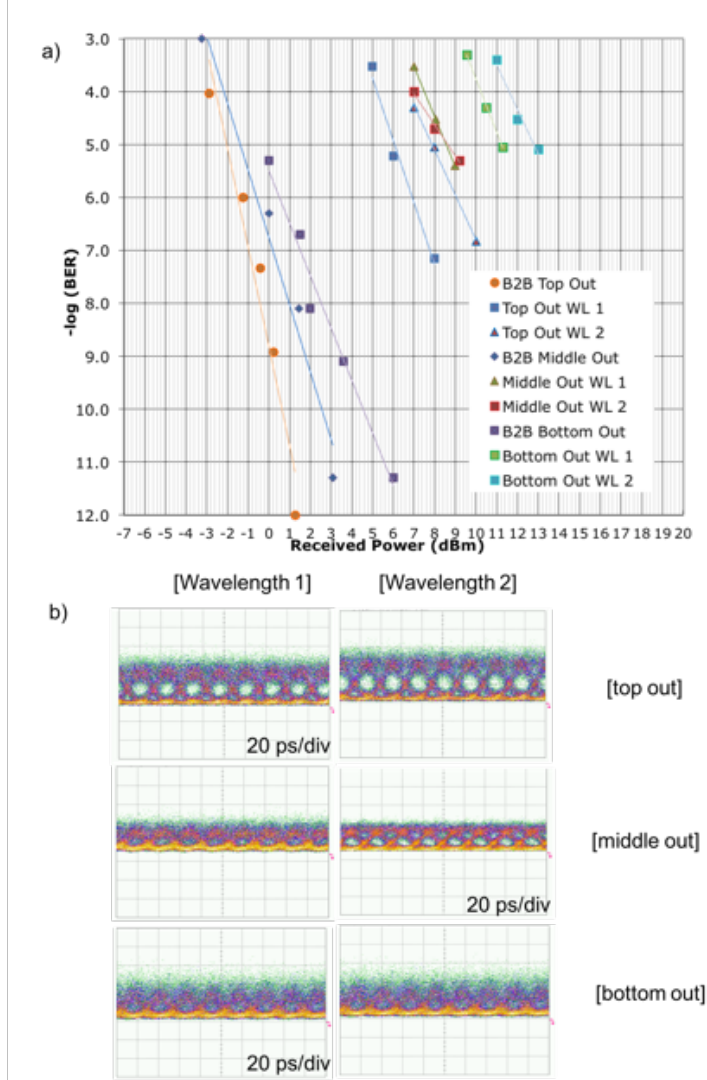 a)
3.0
4.0
5.0
6.0
7.0
8.0
9.0
10.0
11.0
12.0
-log (BER)
B2B Top Out
Top Out WL 1
Top Out WL 2
B2B Middle Out
Middle Out WL 1
Middle Out WL 2
B2B Bottom Out
Bottom Out WL 1
Bottom Out WL 2
-7 -6 -5 -4 -3 -2 -1 0 1 2 3 4 5 6 7 8 9 10 11 12 13 14 15 16 17 18 19 20
Received Power (dBm)
[Wavelength 1] [Wavelength 2]
b)
[top out]
20 ps/div
[middle out]
20 ps/div
[bottom out]
20 ps/div